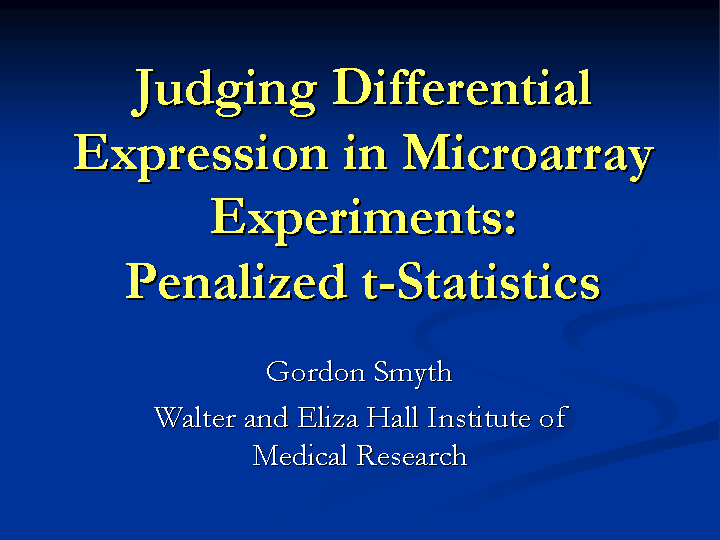 Judging Differential
Expression in Microarray
Experiments:
Penalized t-Statistics
Gordon Smyth
Walter and Eliza Hall Institute of
Medical Research